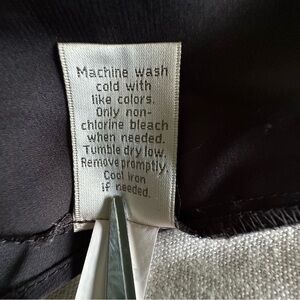 Machine wash
cold with
like colors.
Only non-
chlorine bleach
when needed.
Tumble dry low.
Remove promptly.
Cool iron
if needed.